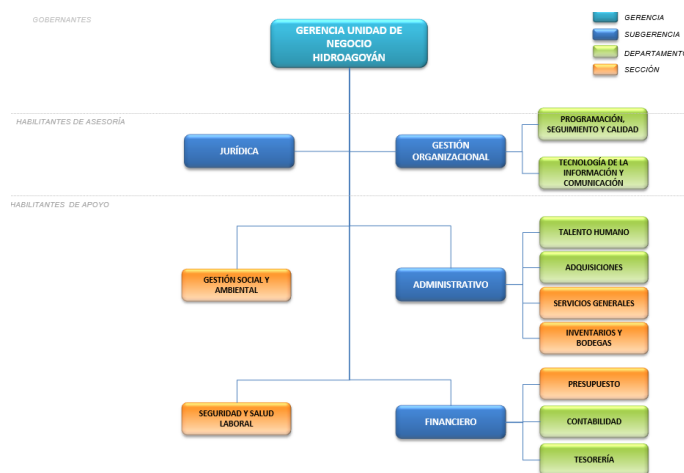 GOBERNANTES
GERENCIA UNIDAD DE
NEGOCIO
HIDROAGOYÁN
GERENCIA
SUBGERENCIA
DEPARTAMENTO
SECCIÓN
HABILITANTES DE ASESORÍA
JURÍDICA
GESTIÓN
ORGANIZACIONAL
PROGRAMACIÓN,
SEGUIMIENTO Y CALIDAD
TECNOLOGÍA DE LA
INFORMACIÓN Y
COMUNICACIÓN
HABILITANTES DE APOYO
GESTIÓN SOCIAL Y
AMBIENTAL
ADMINISTRATIVO
TALENTO HUMANO
ADQUISICIONES
SERVICIOS GENERALES
INVENTARIOS Y
BODEGAS
SEGURIDAD Y SALUD
LABORAL
FINANCIERO
PRESUPUESTO
CONTABILIDAD
TESORERÍA